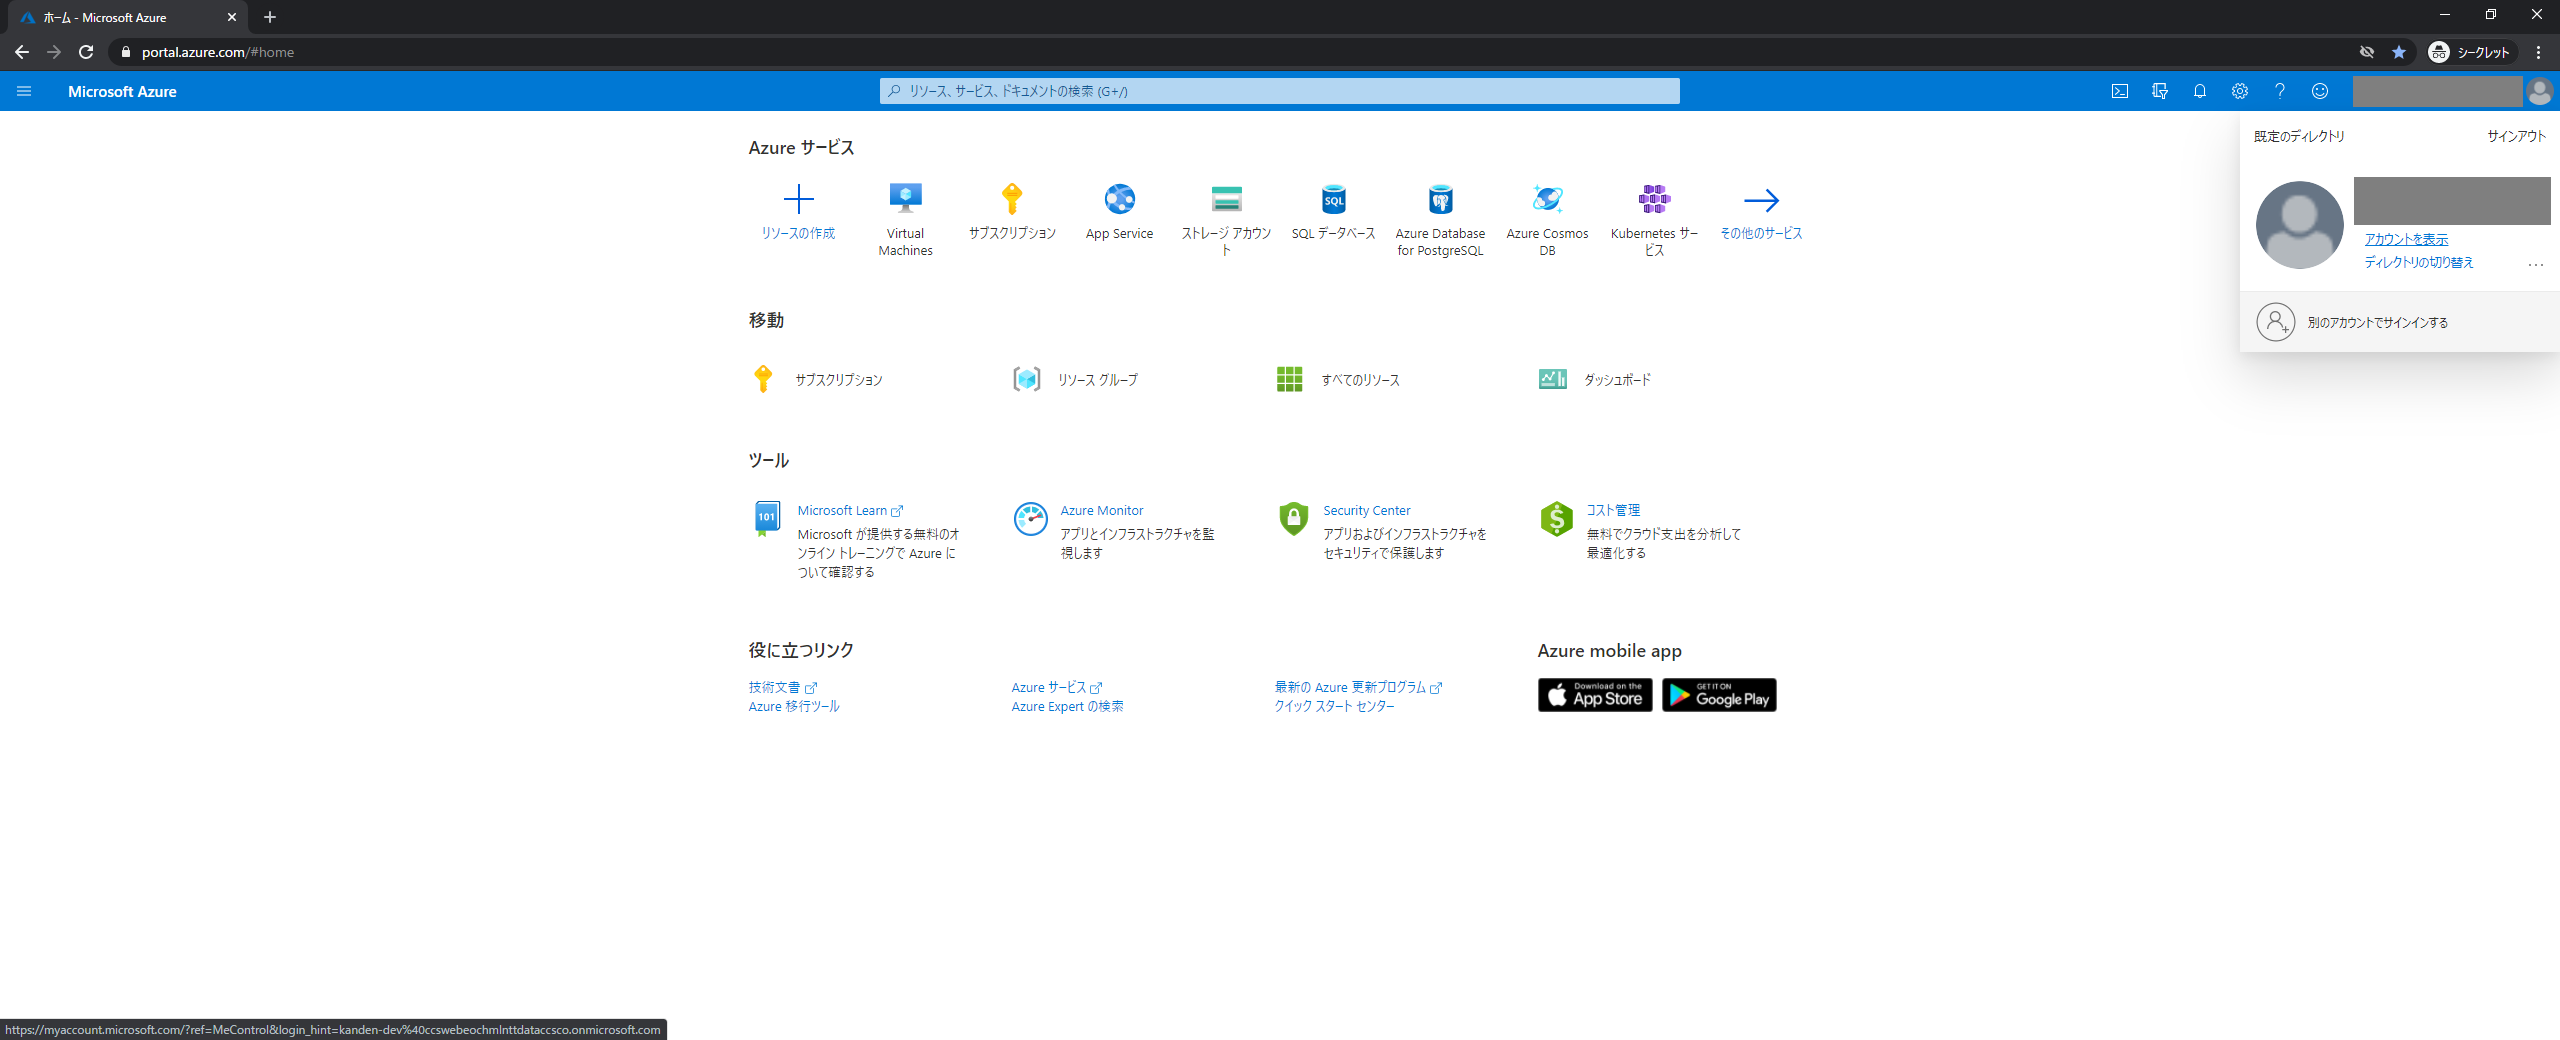 ホーム - Microsoft Azure
portal.azure.com/#home
シークレット
Microsoft Azure
リソース、サービス、ドキュメントの検索 (G+/)
既定のディレクトリ
サインアウト
アカウントを表示
ディレクトリの切り替え
...
別のアカウントでサインインする
Azure サービス
リソースの作成
Virtual
Machines
サブスクリプション
App Service
ストレージ アカウン
ト
SQL
SQL データベース
Azure Database
for PostgreSQL
Azure Cosmos
DB
Kubernetes サー
ビス
その他のサービス
移動
サブスクリプション
リソース グループ
すべてのリソース
ダッシュボード
ツール
101
Microsoft Learn
Microsoft が提供する無料のオ
ンライン トレーニングで Azure に
ついて確認する
Azure Monitor
アプリとインフラストラクチャを監
視します
Security Center
アプリおよびインフラストラクチャを
セキュリティで保護します
コスト管理
無料でクラウド支出を分析して
最適化する
役に立つリンク
技術文書
Azure 移行ツール
Azure サービス
Azure Expert の検索
最新の Azure 更新プログラム
クイック スタート センター
Azure mobile app
Download on the
App Store
GET IT ON
Google Play
https://myaccount.microsoft.com/?ref=MeControl&login_hint=kanden-dev%40ccswebeochmlnttdataccsco.onmicrosoft.com